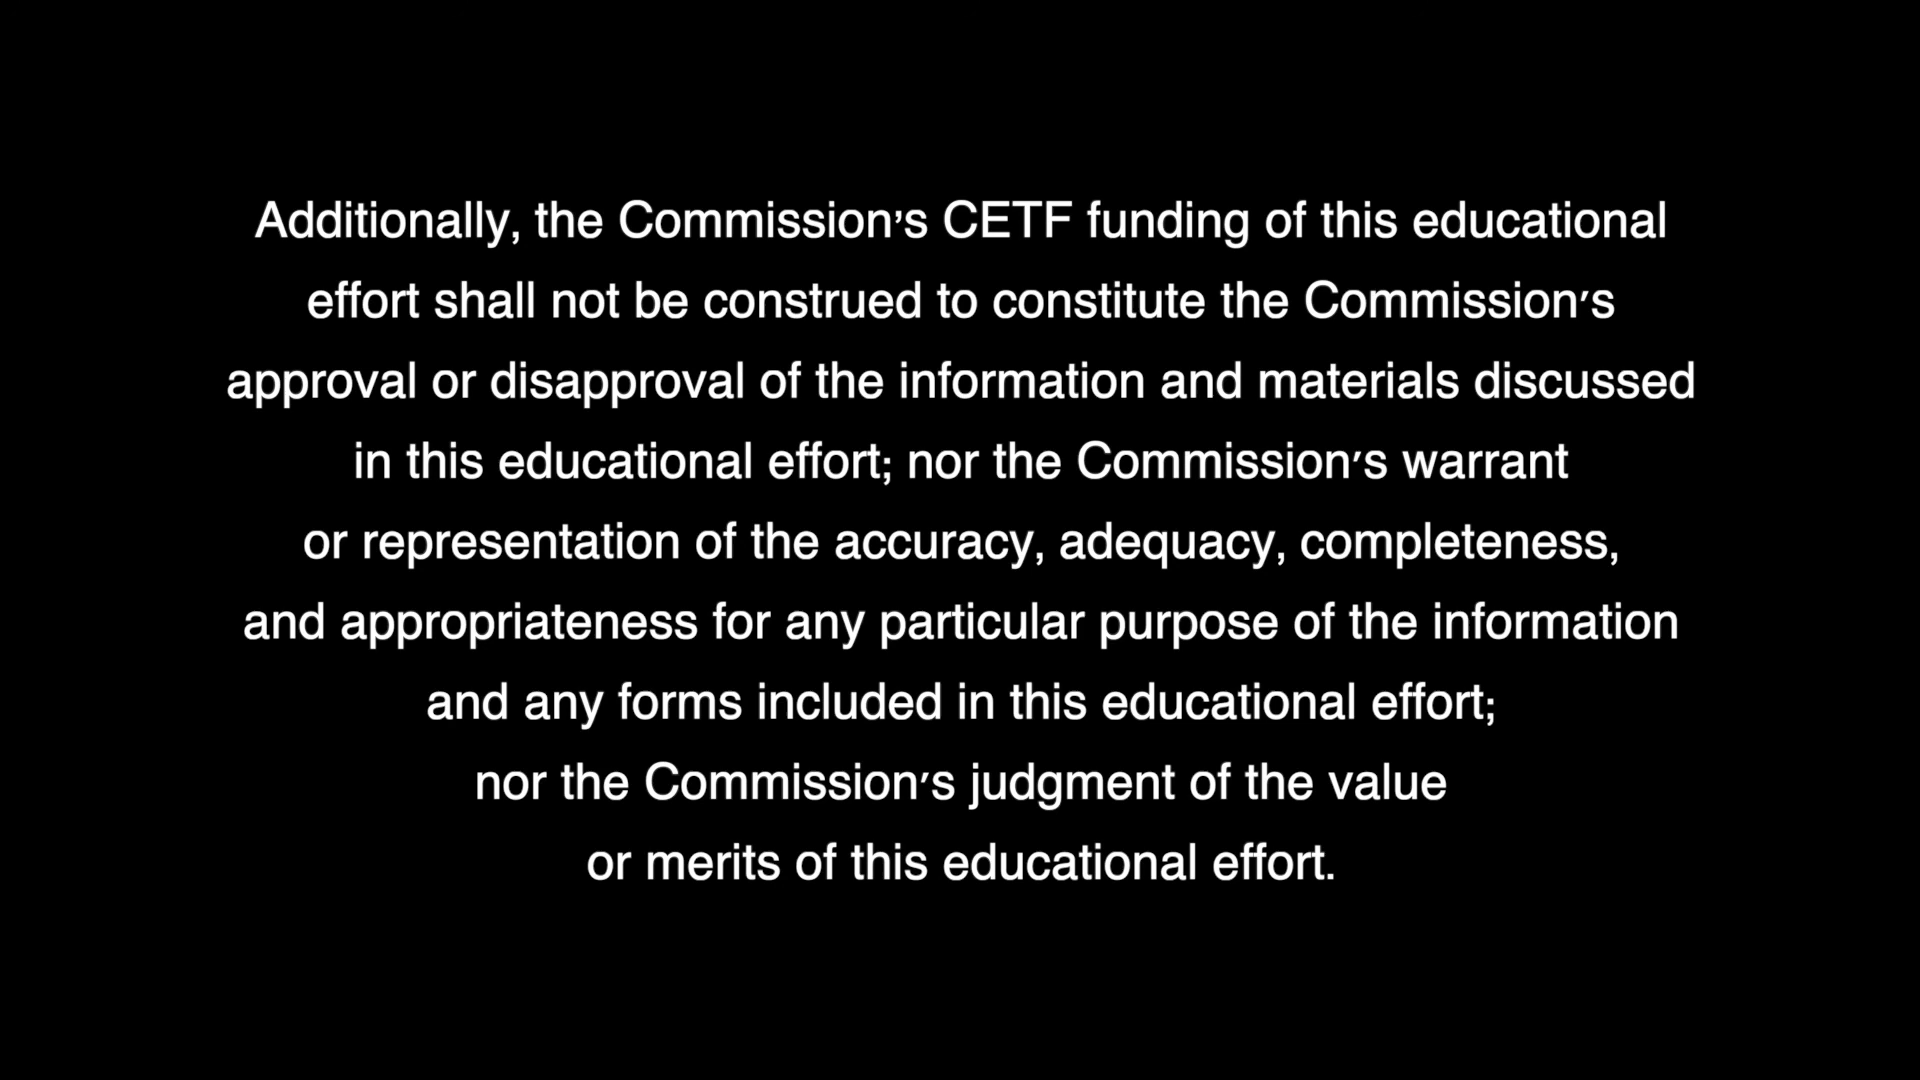 Additionally, the Commission's CETF funding of this educational
effort shall not be construed to constitute the Commission's
approval or disapproval of the information and materials discussed
in this educational effort; nor the Commission's warrant
or representation of the accuracy, adequacy, completeness,
and appropriateness for any particular purpose of the information
and any forms included in this educational effort;
nor the Commission's judgment of the value
or merits of this educational effort.